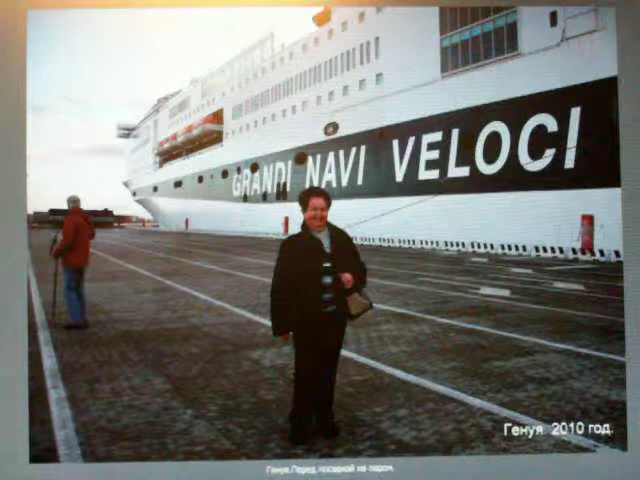 GRANDI NAVI VELOCI
Генуя 2010 год.
Генуя.Перед посадкой на паром.